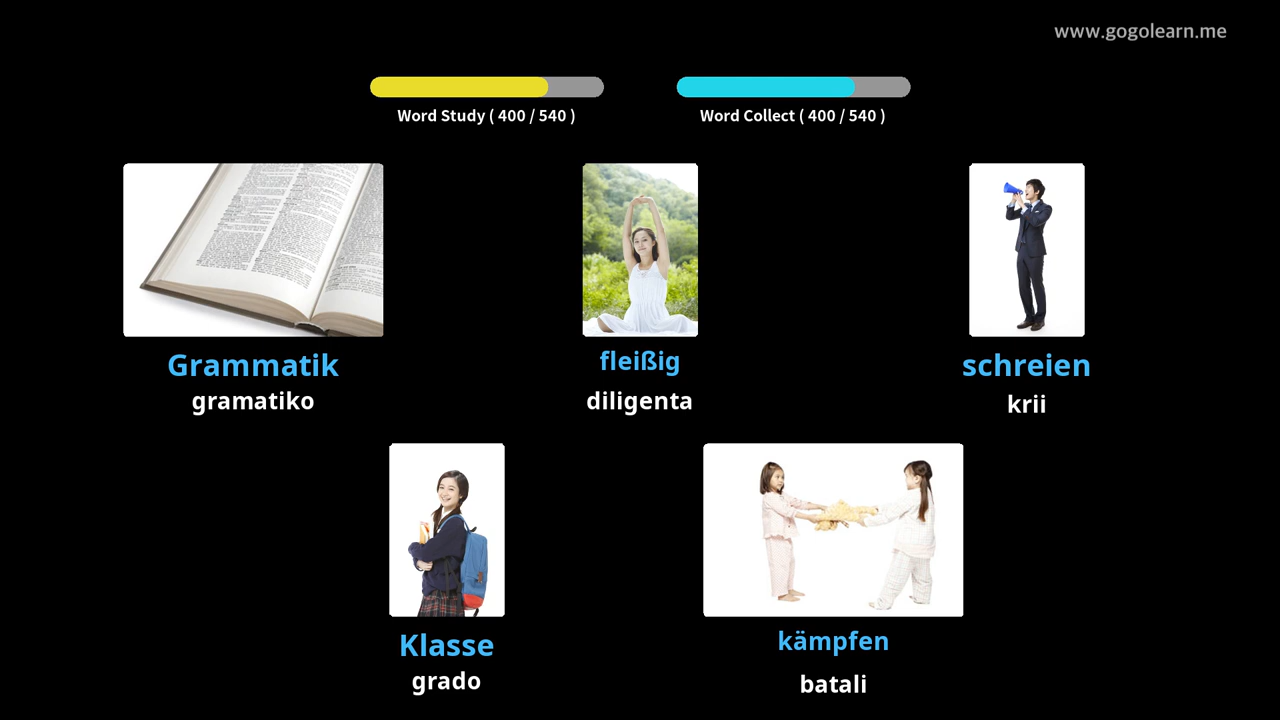 www.gogolearn.me
Word Study ( 400 / 540 )
Word Collect ( 400 / 540 )
Grammatik
gramatiko
fleißig
diligenta
schreien
krii
Klasse
grado
kämpfen
batali